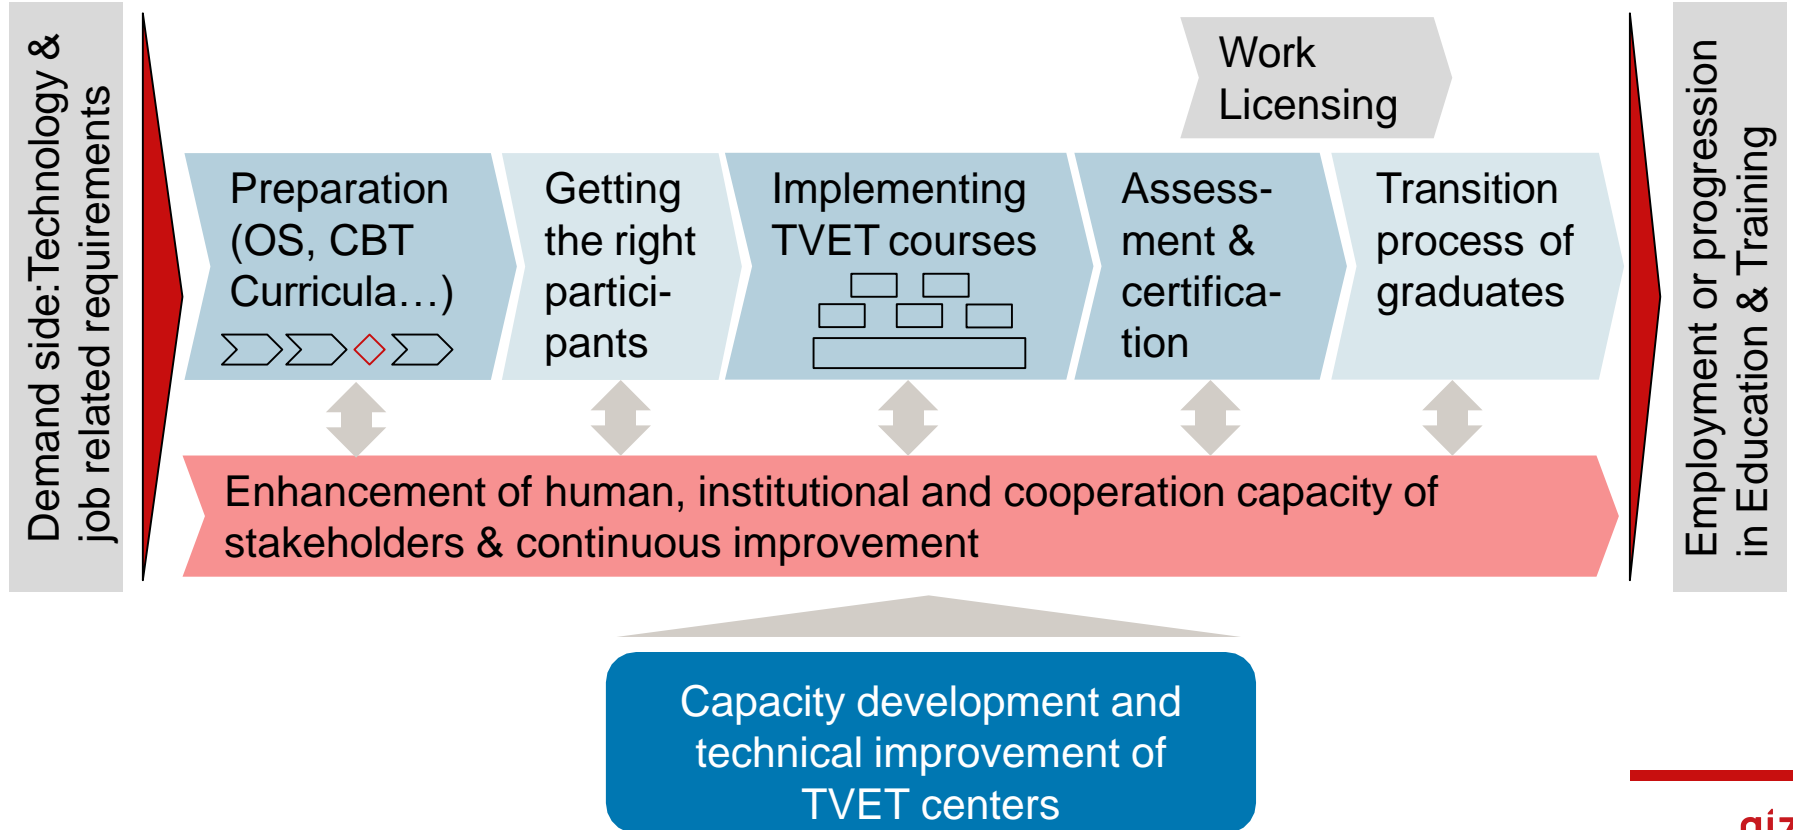 Demand side:Technology &
job related requirements
Work
Licensing
Preparation
(OS, CBT
Curricula…)
Getting
the right
partici-
pants
Implementing
TVET courses
Assess-
ment &
certifica-
tion
Transition
process of
graduates
Enhancement of human, institutional and cooperation capacity of
stakeholders & continuous improvement
Capacity development and
technical improvement of
TVET centers
Employment or progression
in Education & Training
giz